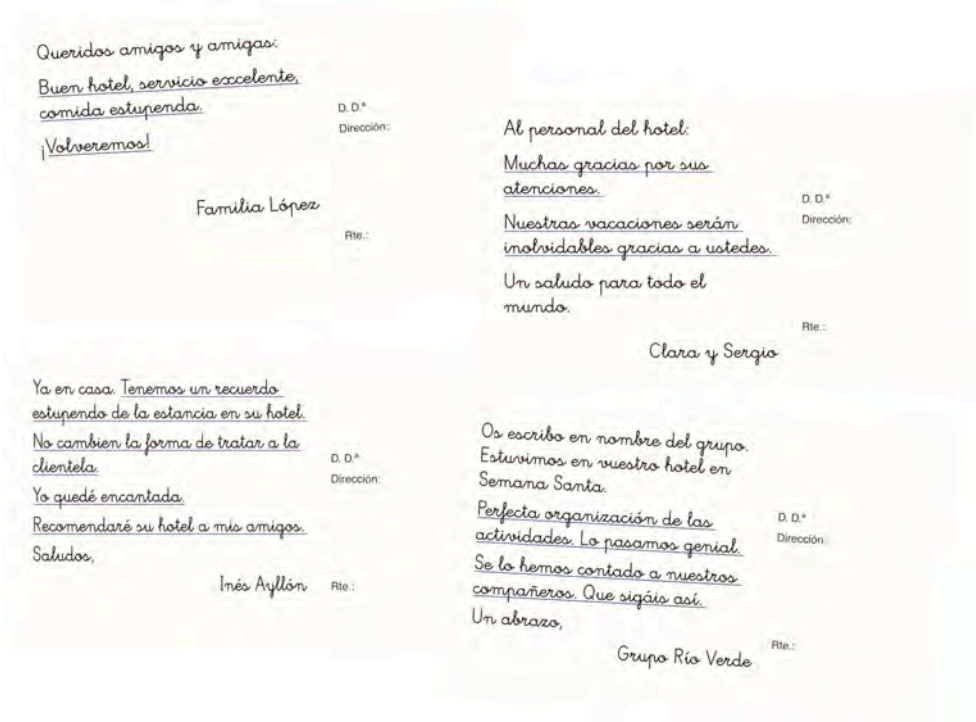 Queridos amigos y amigas:
Buen hotel, servicio excelente,
comida estupenda.
¡Volveremos!
Familia López
D. D.ª
Dirección:
Rte.:
Al personal del hotel:
Muchas gracias por sus
atenciones.
Nuestras vacaciones serán
inolvidables gracias a ustedes.
Un saludo para todo el
mundo.
Clara y Sergio
D. D.ª
Dirección:
Rte.:
Ya en casa. Tenemos un recuerdo
estupendo de la estancia en su hotel.
No cambien la forma de tratar a la
clientela.
Yo quedé encantada.
Recomendaré su hotel a mis amigos.
Saludos,
Inés Ayllón
D. D.ª
Dirección:
Rte.:
Os escribo en nombre del grupo.
Estuvimos en vuestro hotel en
Semana Santa.
Perfecta organización de las
actividades. Lo pasamos genial.
Se lo hemos contado a nuestros
compañeros. Que sigáis así.
Un abrazo,
Grupo Río Verde
D. D.ª
Dirección:
Rte.: